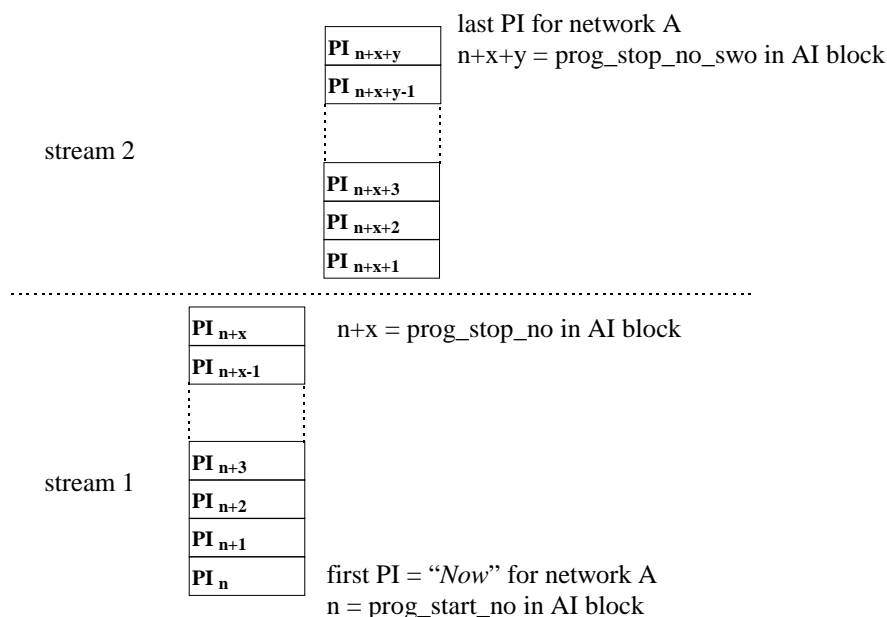 last PI for network A
PI n+x+y
n+x+y = prog_stop_no_swo in AI block
PI n+x+y-1
stream 2
PI n+x+3
PI n+x+2
PI n+x+1
PI n+x
n+x = prog_stop_no in AI block
PI n+x-1
PI n+3
stream 1
PI n+2
PI n+1
PI n
first PI = “Now” for network A
n = prog_start_no in AI block